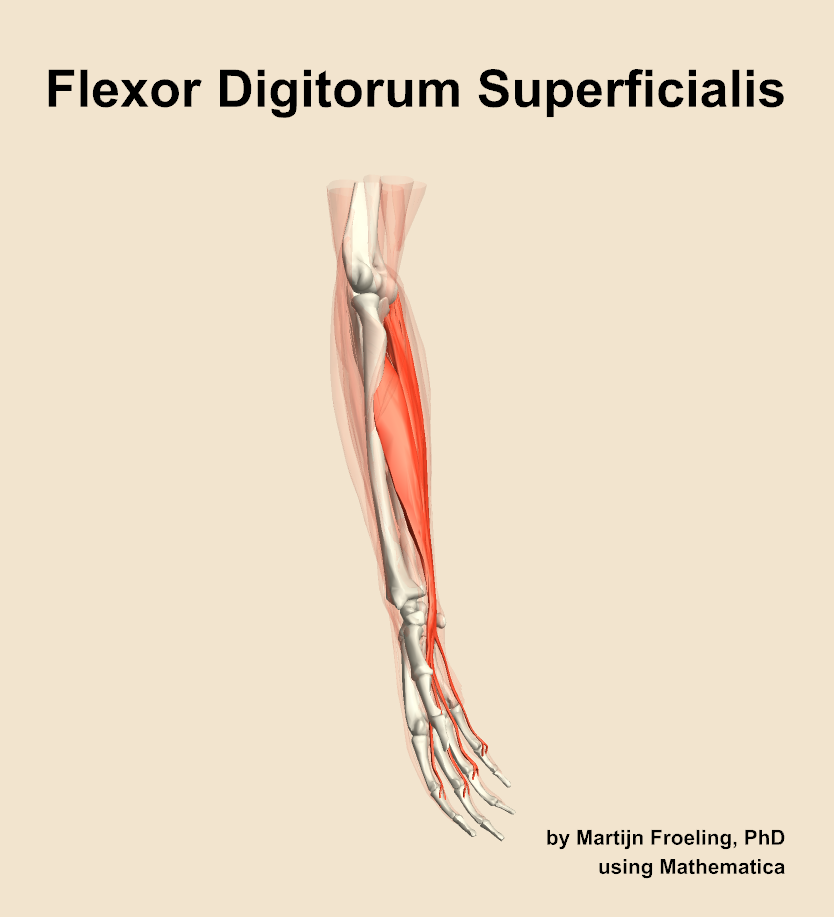 Flexor Digitorum Superficialis
by Martijn Froeling, PhD
using Mathematica